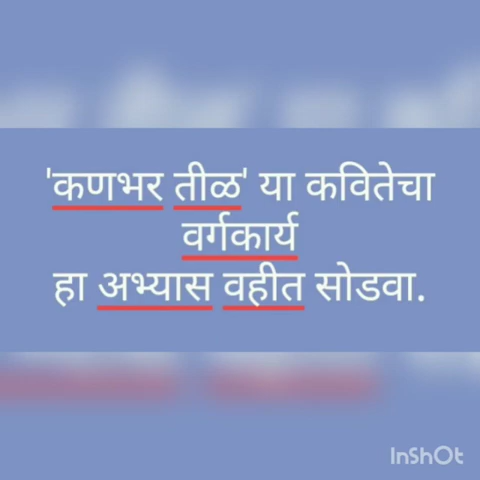 'कणभर तीळ' या कवितेचा
वर्गकार्य
हा अभ्यास वहीत सोडवा.
InShOt